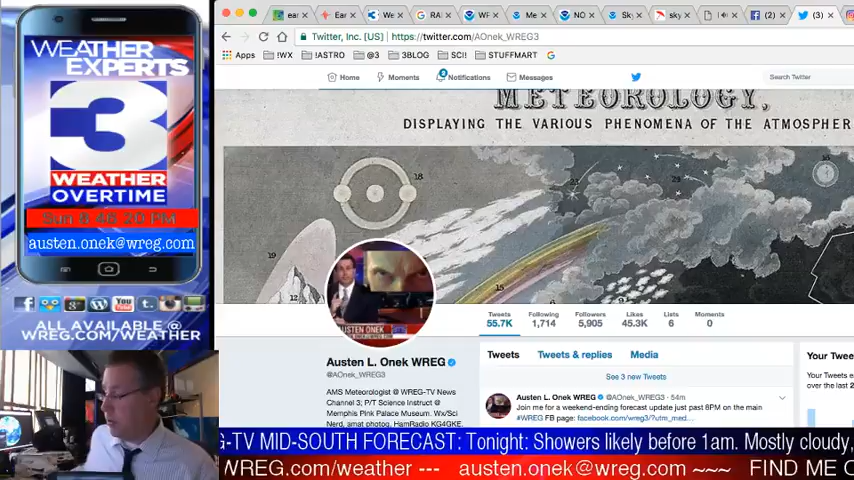 WEATHER
EXPERTS
3
WEATHER
OVERTIME
Sun 8:46:20 PM
austen.onek@wreg.com
ALL AVAILABLE @
WREG.COM/WEATHER
Twitter, Inc. [US] https://twitter.com/AOnek_WREG3
Apps !WX !ASTRO @3 3BLOG SCI! STUFFMART
Home Moments Notifications Messages Search Twitter
METEOROLOGY,
DISPLAYING THE VARIOUS PHENOMENA OF THE ATMOSPHER
18
19
12
15
Tweets Following Followers Likes Lists Moments
55.7K 1,714 5,905 45.3K 6 0
AUSTEN ONEK
Austen L. Onek WREG
@AOnek_WREG3
AMS Meteorologist @ WREG-TV News
Channel 3; P/T Science Instruct @
Memphis Pink Palace Museum. Wx/Sci
Nerd, amat photog, HamRadio KG4GKE.
Tweets Tweets & replies Media
See 3 new Tweets
Austen L. Onek WREG @AOnek_WREG3 · 54m
Join me for a weekend-ending forecast update just past 8PM on the main
#WREG FB page: facebook.com/wreg3/?utm_med...
Your Twee
Your Tweets e
over the last 2
G-TV MID-SOUTH FORECAST: Tonight: Showers likely before 1am. Mostly cloudy,
WREG.com/weather --- austen.onek@wreg.com ~~~ FIND ME O